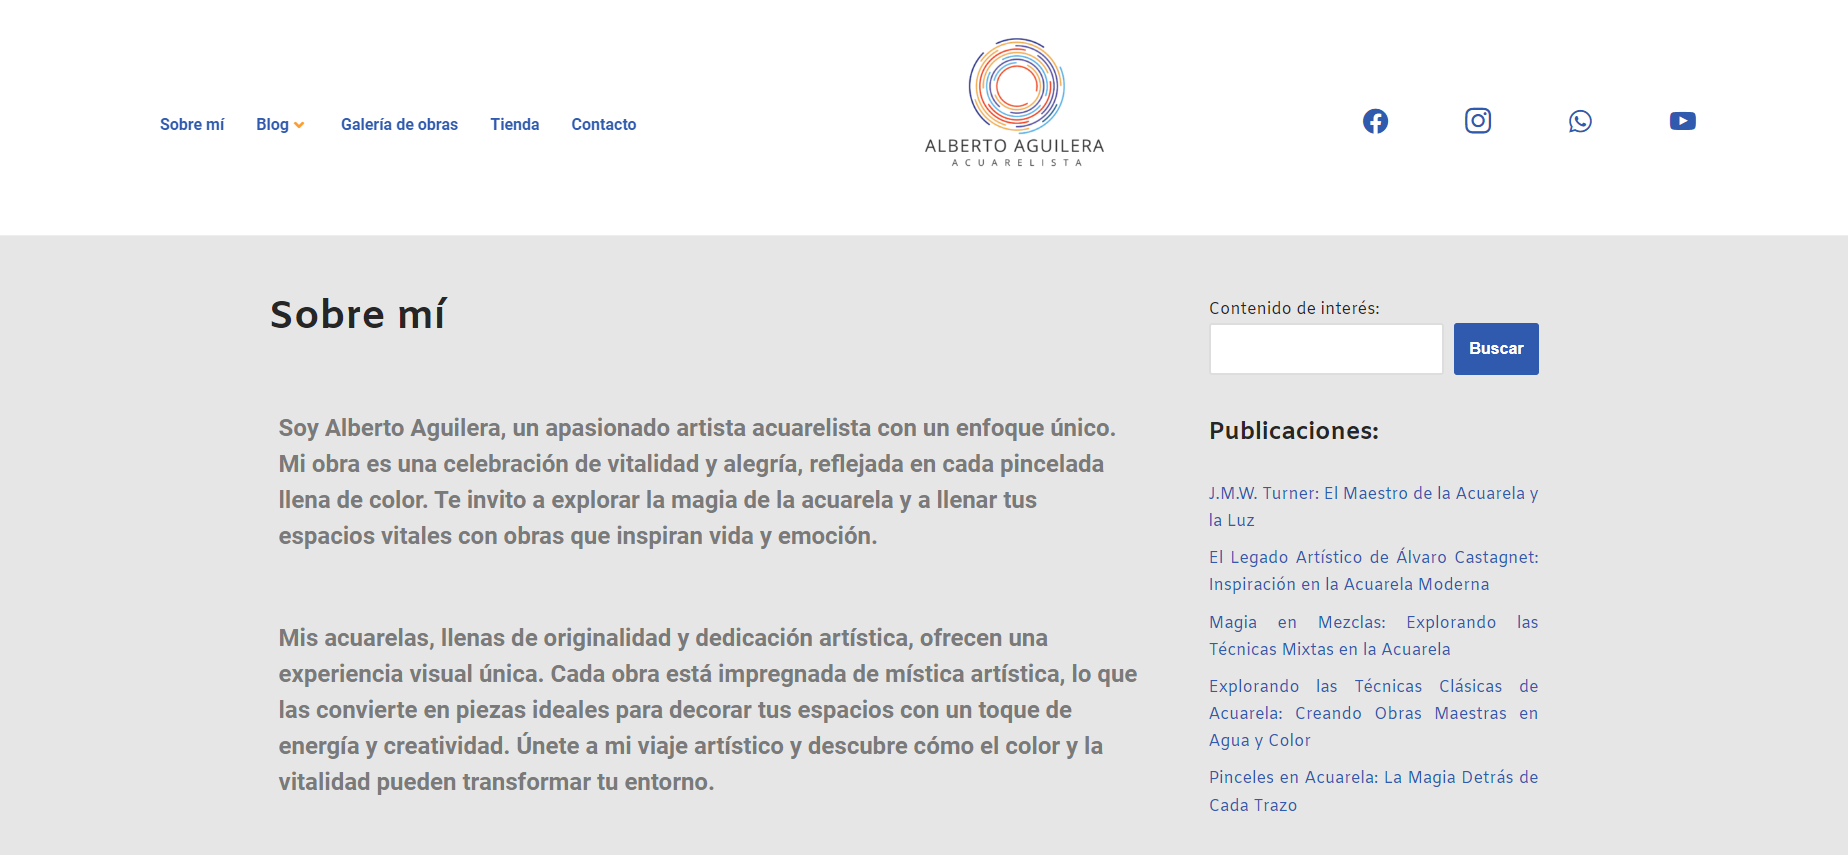 Sobre mí
Blog
Galería de obras
Tienda
Contacto
ALBERTO AGUILERA
ACUARELISTA
Sobre mí
Soy Alberto Aguilera, un apasionado artista acuarelista con un enfoque único.
Mi obra es una celebración de vitalidad y alegría, reflejada en cada pincelada
llena de color. Te invito a explorar la magia de la acuarela y a llenar tus
espacios vitales con obras que inspiran vida y emoción.
Mis acuarelas, llenas de originalidad y dedicación artística, ofrecen una
experiencia visual única. Cada obra está impregnada de mística artística, lo que
las convierte en piezas ideales para decorar tus espacios con un toque de
energía y creatividad. Únete a mi viaje artístico y descubre cómo el color y la
vitalidad pueden transformar tu entorno.
Contenido de interés:
Buscar
Publicaciones:
J.M.W. Turner: El Maestro de la Acuarela y
la Luz
El Legado Artístico de Álvaro Castagnet:
Inspiración en la Acuarela Moderna
Magia en Mezclas: Explorando las
Técnicas Mixtas en la Acuarela
Explorando las Técnicas Clásicas de
Acuarela: Creando Obras Maestras en
Agua y Color
Pinceles en Acuarela: La Magia Detrás de
Cada Trazo